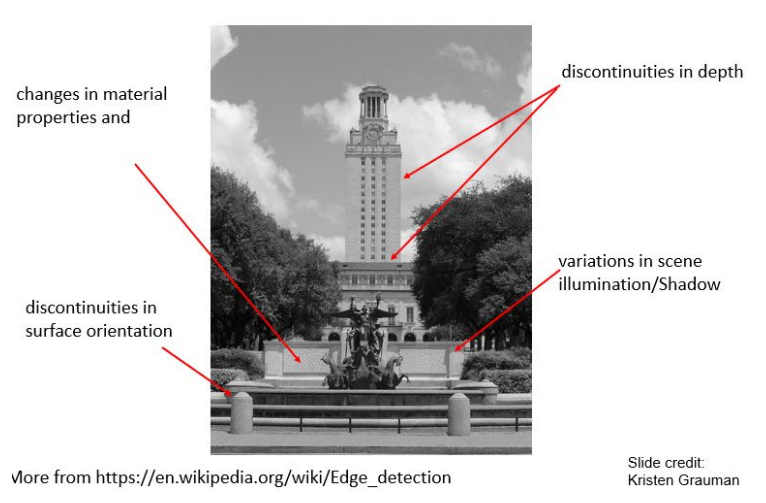 changes in material
properties and
discontinuities in depth
variations in scene
illumination/Shadow
discontinuities in
surface orientation
More from https://en.wikipedia.org/wiki/Edge_detection
Slide credit:
Kristen Grauman